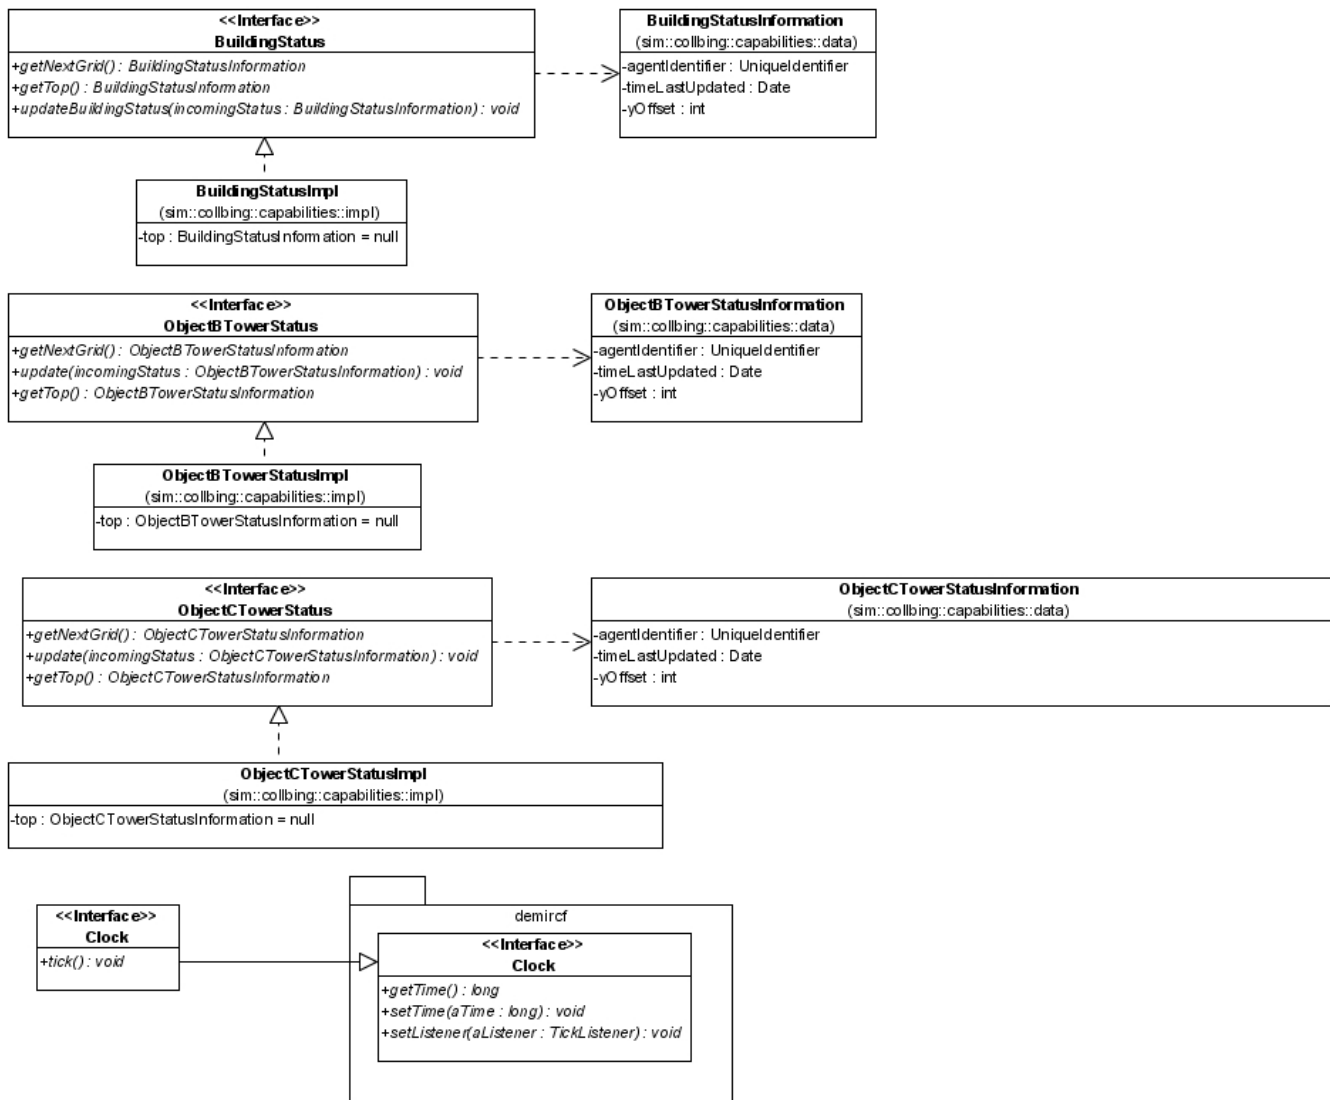 <<Interface>>
BuildingStatus
+getNextGrid() : BuildingStatusInformation
+getTop() : BuildingStatusInformation
+updateBuildingStatus(incomingStatus : BuildingStatusInformation) : void
BuildingStatusInformation
(sim::collbing::capabilities::data)
-agentIdentifier : UniqueIdentifier
-timeLastUpdated : Date
-yOffset : int
BuildingStatusImpl
(sim::collbing::capabilities::impl)
-top : BuildingStatusInformation = null
<<Interface>>
ObjectBTowerStatus
+getNextGrid() : ObjectBTowerStatusInformation
+update(incomingStatus : ObjectBTowerStatusInformation) : void
+getTop() : ObjectBTowerStatusInformation
ObjectBTowerStatusInformation
(sim::collbing::capabilities::data)
-agentIdentifier : UniqueIdentifier
-timeLastUpdated : Date
-yOffset : int
ObjectBTowerStatusImpl
(sim::collbing::capabilities::impl)
-top : ObjectBTowerStatusInformation = null
<<Interface>>
ObjectCTowerStatus
+getNextGrid() : ObjectCTowerStatusInformation
+update(incomingStatus : ObjectCTowerStatusInformation) : void
+getTop() : ObjectCTowerStatusInformation
ObjectCTowerStatusInformation
(sim::collbing::capabilities::data)
-agentIdentifier : UniqueIdentifier
-timeLastUpdated : Date
-yOffset : int
ObjectCTowerStatusImpl
(sim::collbing::capabilities::impl)
-top : ObjectCTowerStatusInformation = null
<<Interface>>
Clock
+tick() : void
demircf
<<Interface>>
Clock
+getTime() : long
+setTime(aTime : long) : void
+setListener(aListener : TickListener) : void